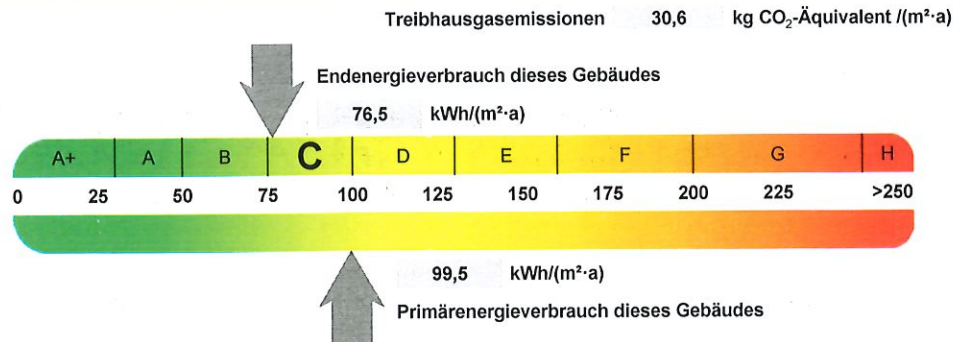 Treibhausgasemissionen 30,6 kg CO₂-Äquivalent /(m²·a)
Endenergieverbrauch dieses Gebäudes
76,5 kWh/(m²·a)
A+ A B C D E F G H
0 25 50 75 100 125 150 175 200 225 >250
99,5 kWh/(m²·a)
Primärenergieverbrauch dieses Gebäudes